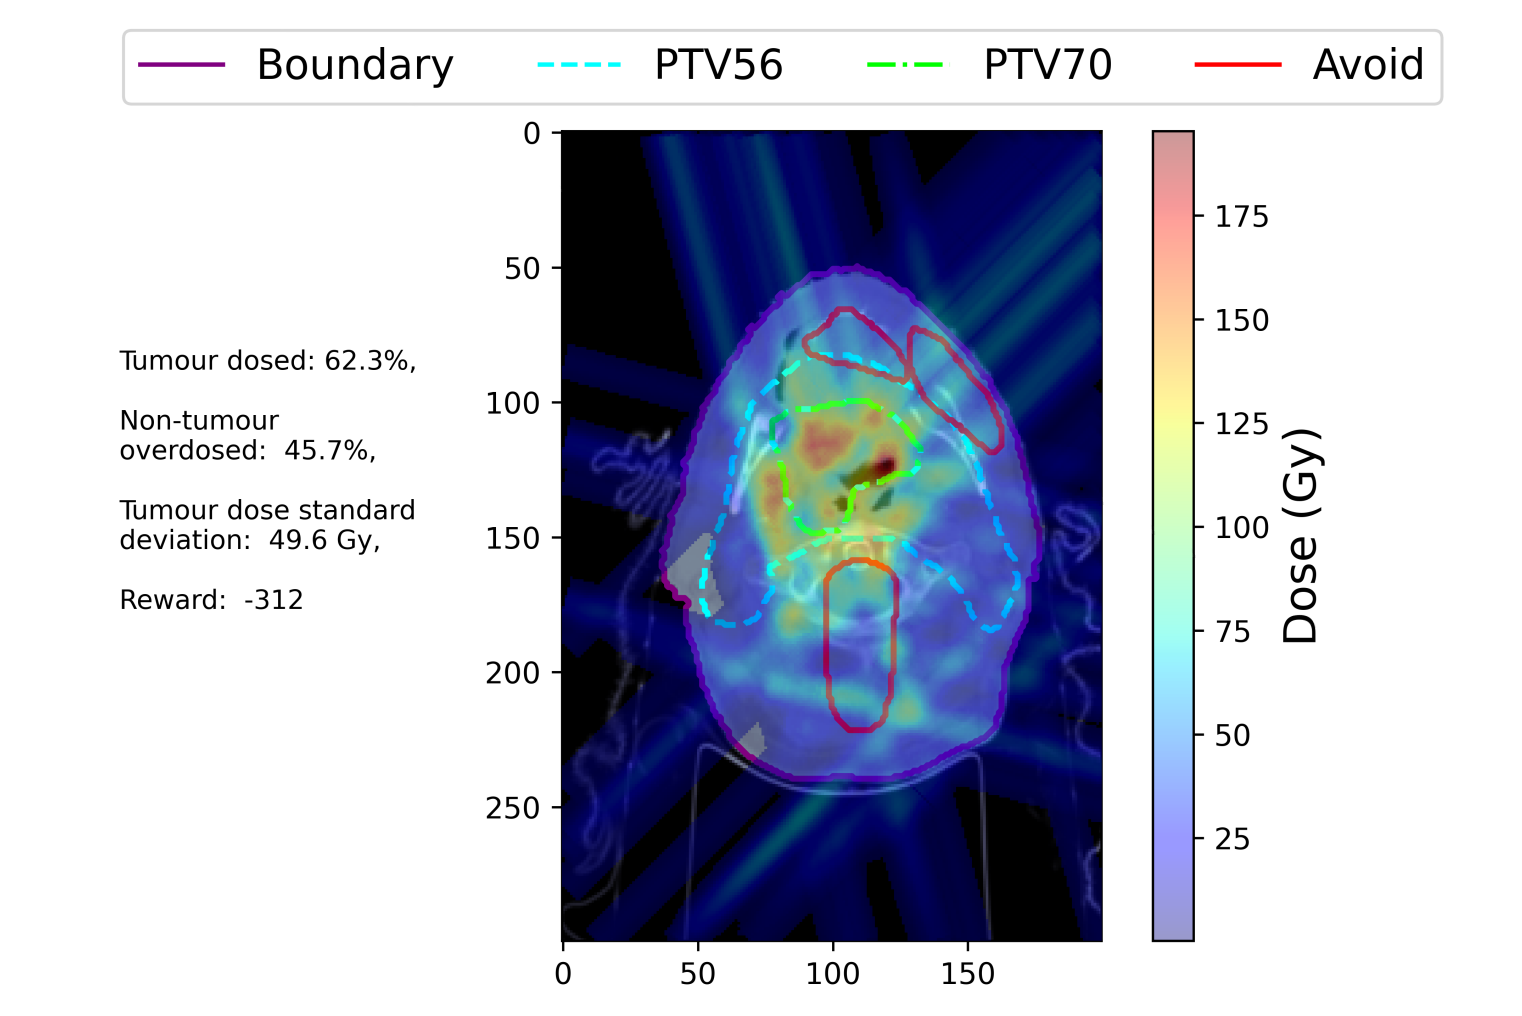 Boundary PTV56 PTV70 Avoid
Tumour dosed: 62.3%,
Non-tumour
overdosed:  45.7%,
Tumour dose standard
deviation:  49.6 Gy,
Reward:  -312
0
50
100
150
200
250
0 50 100 150
175
150
125
100
75
50
25
Dose (Gy)